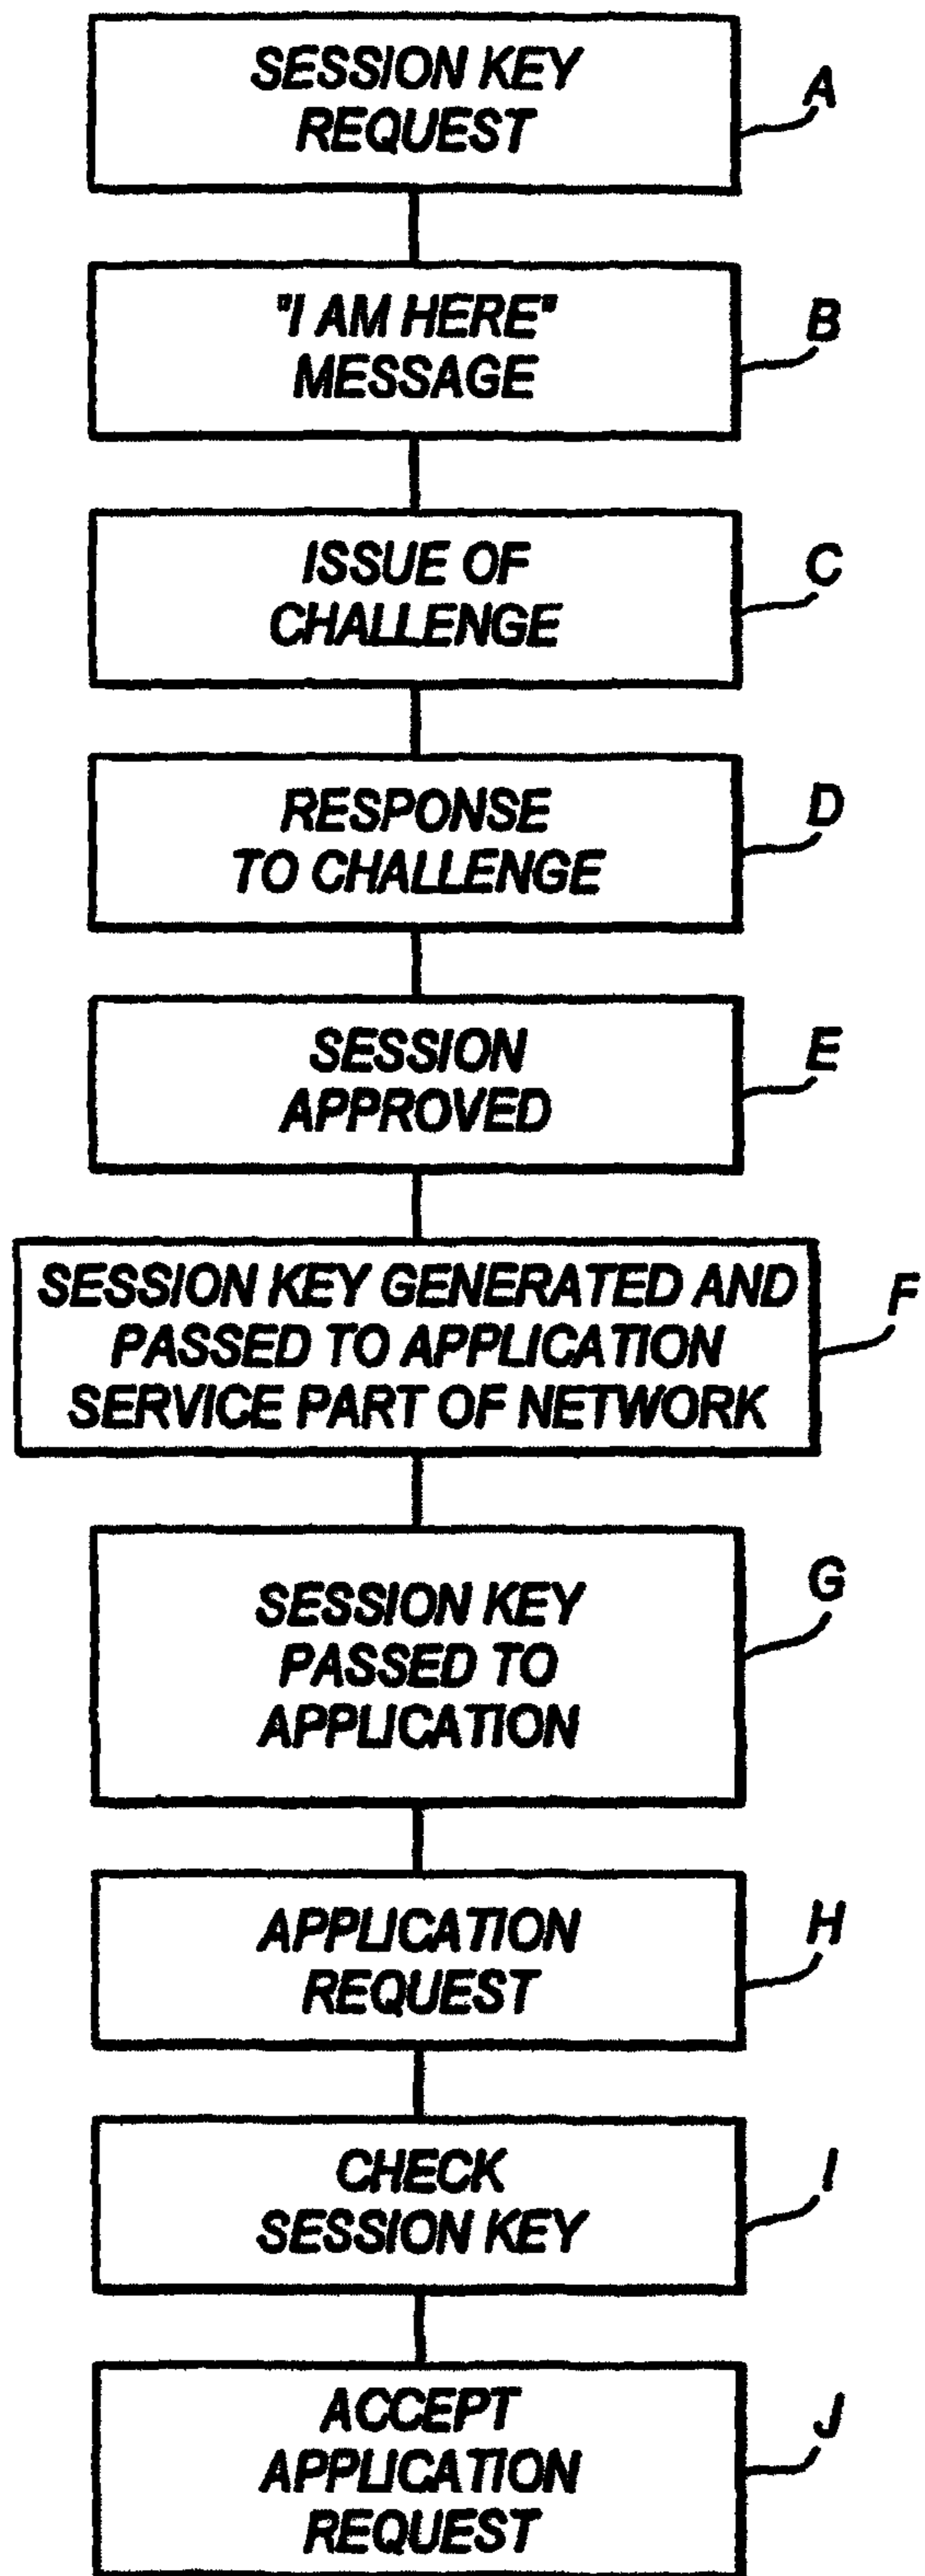 SESSION KEY
REQUEST
A
"I AM HERE"
MESSAGE
B
ISSUE OF
CHALLENGE
C
RESPONSE
TO CHALLENGE
D
SESSION
APPROVED
E
SESSION KEY GENERATED AND
PASSED TO APPLICATION
SERVICE PART OF NETWORK
F
SESSION KEY
PASSED TO
APPLICATION
G
APPLICATION
REQUEST
H
CHECK
SESSION KEY
I
ACCEPT
APPLICATION
REQUEST
J